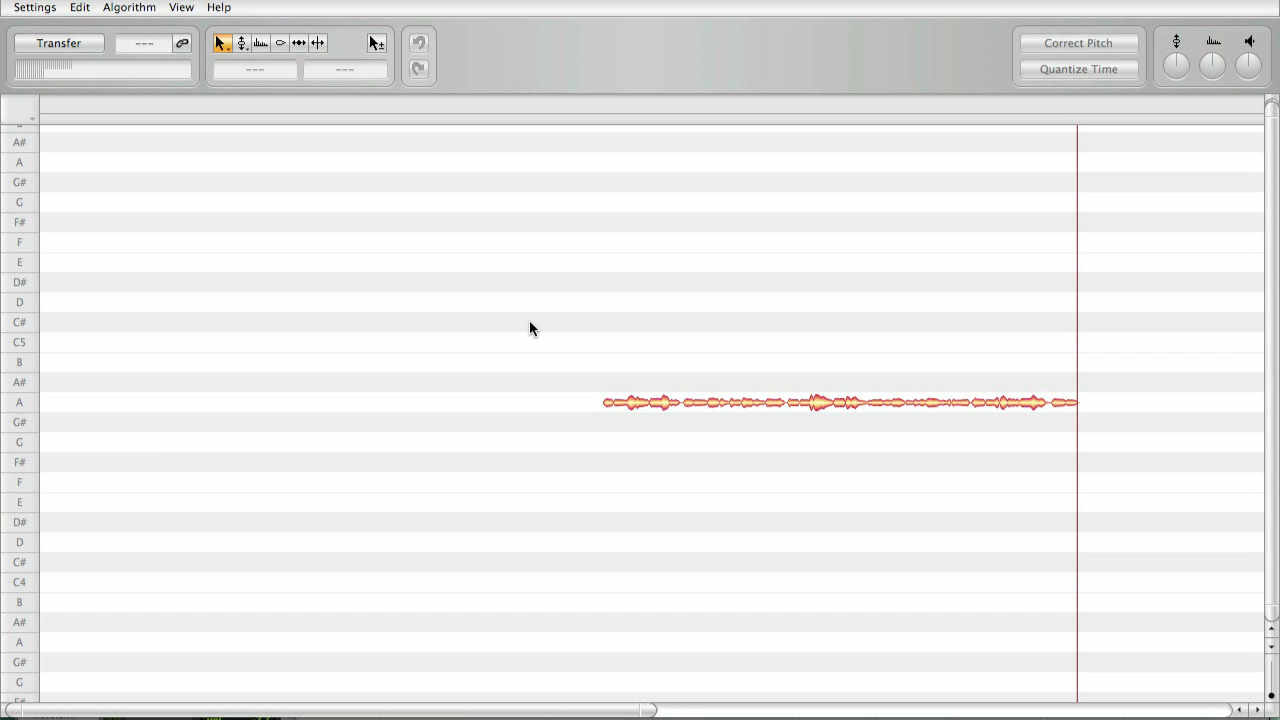 Settings Edit Algorithm View Help
Transfer
---
--- ---
Correct Pitch
Quantize Time
A#
A
G#
G
F#
F
E
D#
D
C#
C5
B
A#
A
G#
G
F#
F
E
D#
D
C#
C4
B
A#
A
G#
G